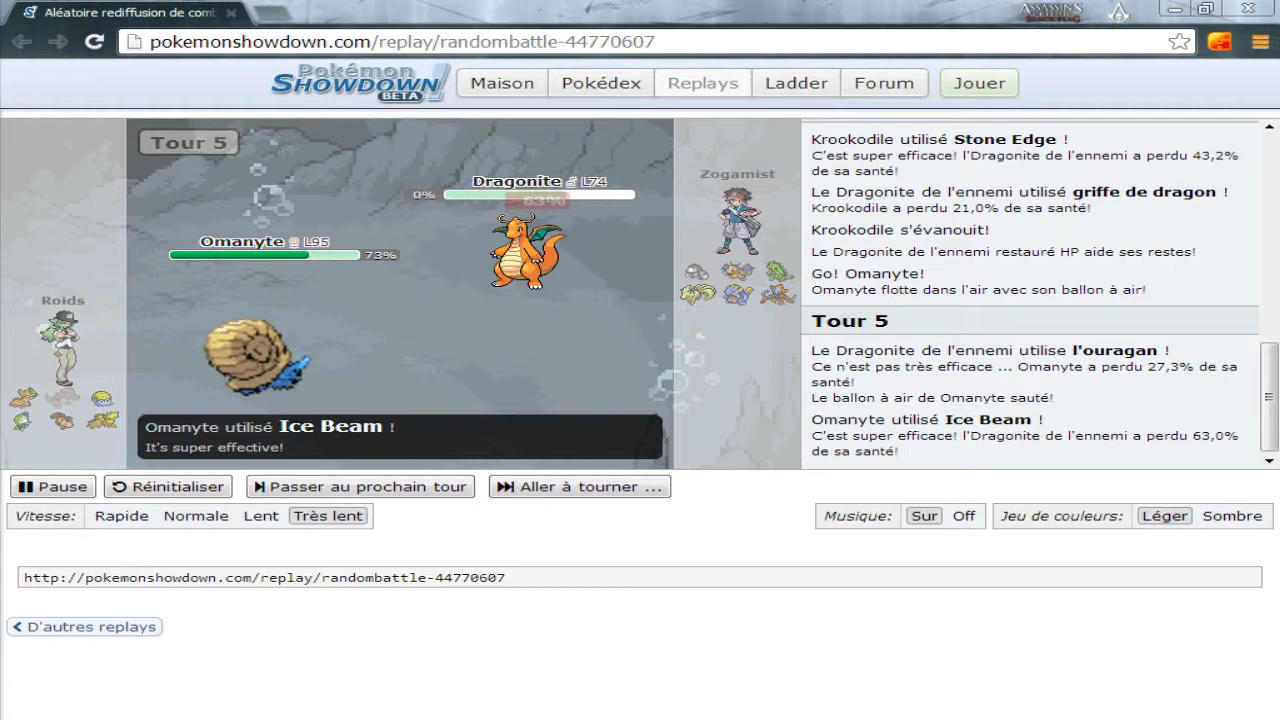 Aléatoire rediffusion de comb
ASSASSIN'S
BLACK FLAG
pokemonshowdown.com/replay/randombattle-44770607
Pokémon
SHOWDOWN!
BETA
Maison
Pokédex
Replays
Ladder
Forum
Jouer
Tour 5
Dragonite L74
0%
63%
Omanyte L95
73%
Roids
Zogamist
Omanyte utilisé Ice Beam !
It's super effective!
Krookodile utilisé Stone Edge !
C'est super efficace! l'Dragonite de l'ennemi a perdu 43,2%
de sa santé!
Le Dragonite de l'ennemi utilisé griffe de dragon !
Krookodile a perdu 21,0% de sa santé!
Krookodile s'évanouit!
Le Dragonite de l'ennemi restauré HP aide ses restes!
Go! Omanyte!
Omanyte flotte dans l'air avec son ballon à air!
Tour 5
Le Dragonite de l'ennemi utilise l'ouragan !
Ce n'est pas très efficace ... Omanyte a perdu 27,3% de sa
santé!
Le ballon à air de Omanyte sauté!
Omanyte utilisé Ice Beam !
C'est super efficace! l'Dragonite de l'ennemi a perdu 63,0%
de sa santé!
Pause
Réinitialiser
Passer au prochain tour
Aller à tourner ...
Vitesse: Rapide Normale Lent Très lent
Musique: Sur Off
Jeu de couleurs: Léger Sombre
http://pokemonshowdown.com/replay/randombattle-44770607
D'autres replays